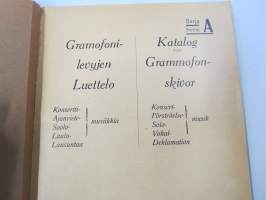 Sarja
Serie A
Gramofoni-
levyjen
Luettelo
Konsertti-
Ajanviete-
Soolo-
Laulu-
Lausuntaa
musiikkia
Katalog
över
Grammofon-
skivor
Konsert-
Förströelse-
Solo-
Vokal-
Deklamation
musik